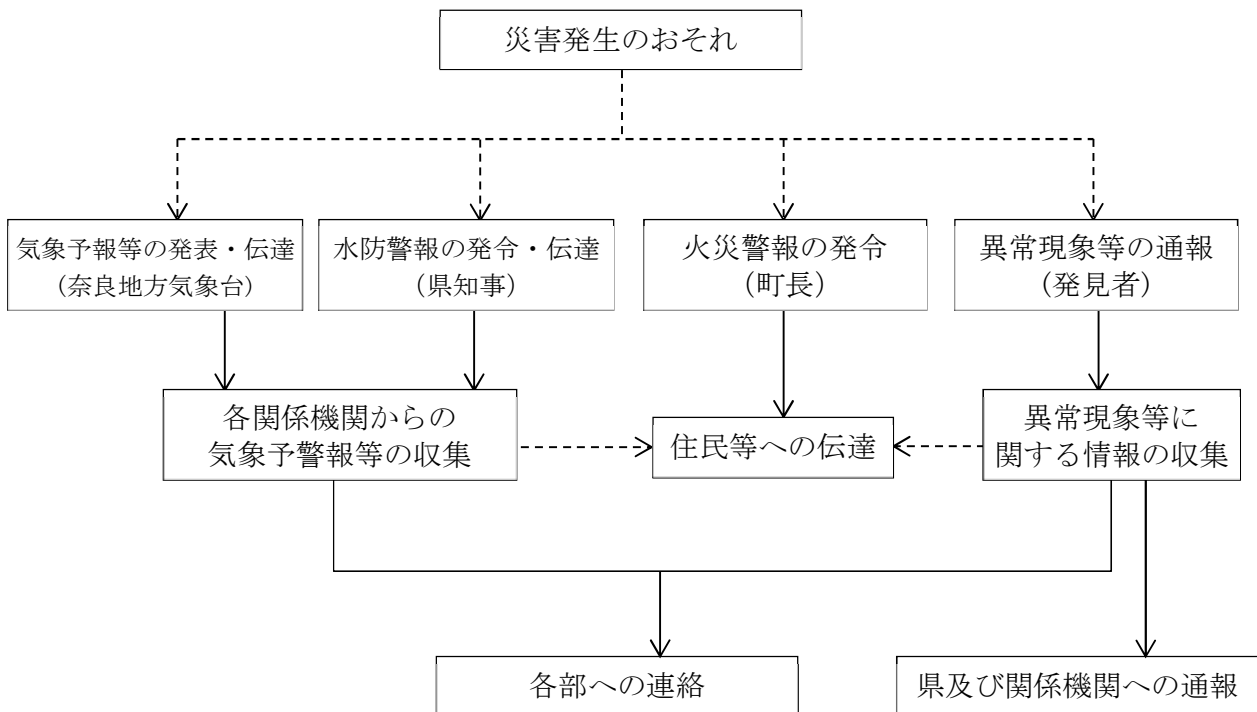 災害発生のおそれ
気象予報等の発表・伝達
（奈良地方気象台）
水防警報の発令・伝達
（県知事）
火災警報の発令
（町長）
異常現象等の通報
（発見者）
各関係機関からの
気象予警報等の収集
住民等への伝達
異常現象等に
関する情報の収集
各部への連絡
県及び関係機関への通報